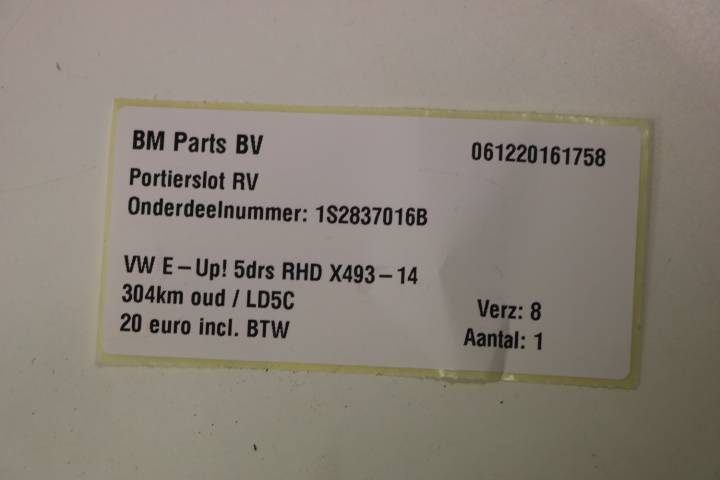 BM Parts BV 061220161758
Portierslot RV
Onderdeelnummer: 1S2837016B
VW E-Up! 5drs RHD X493-14
304km oud / LD5C Verz: 8
20 euro incl. BTW Aantal: 1